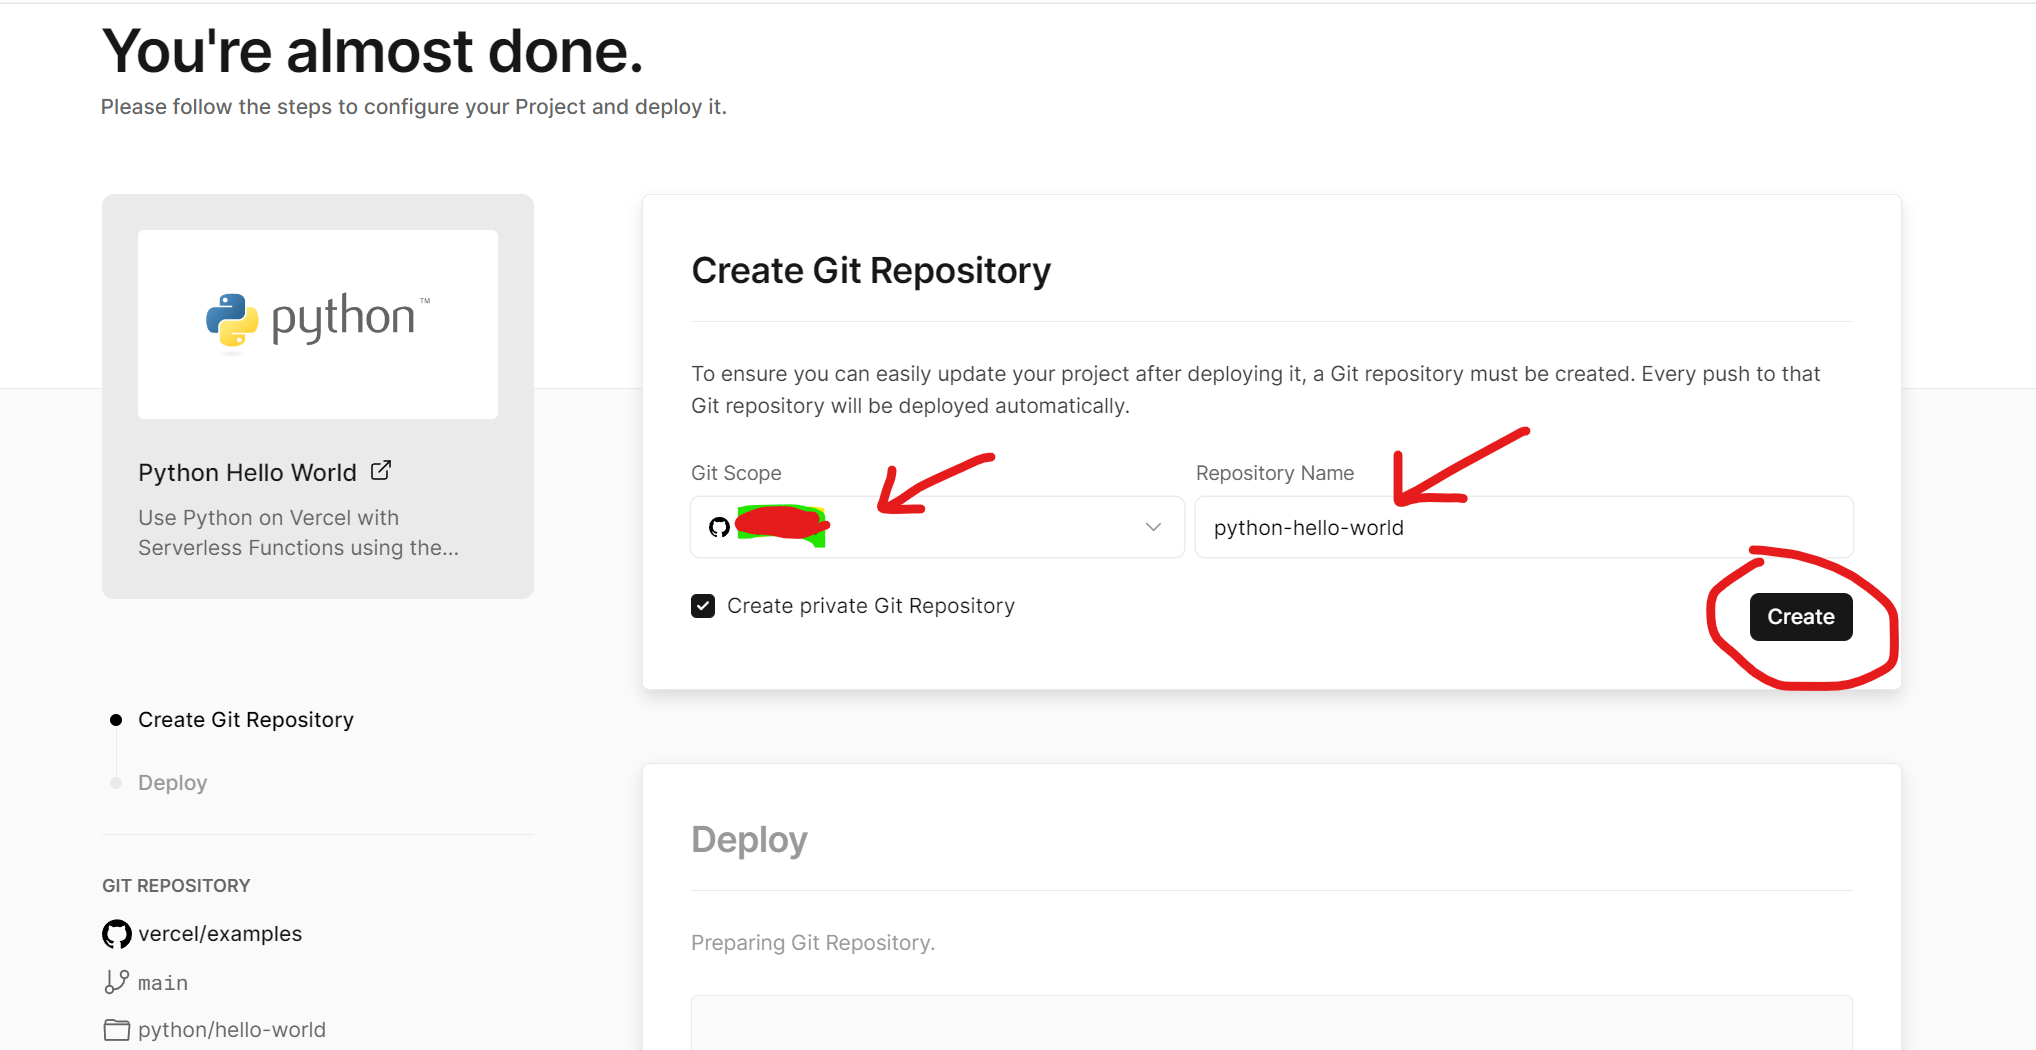 You're almost done.
Please follow the steps to configure your Project and deploy it.
python™
Python Hello World
Use Python on Vercel with
Serverless Functions using the...
Create Git Repository
Deploy
GIT REPOSITORY
vercel/examples
main
python/hello-world
Create Git Repository
To ensure you can easily update your project after deploying it, a Git repository must be created. Every push to that
Git repository will be deployed automatically.
Git Scope
Repository Name
python-hello-world
Create private Git Repository
Create
Deploy
Preparing Git Repository.